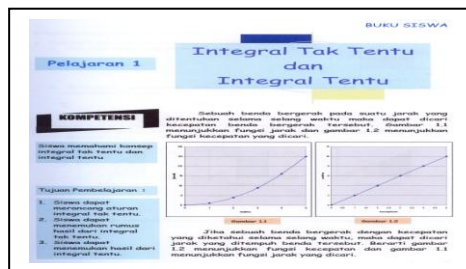 BUKU SISWA
Pelajaran 1
Integral Tak Tentu
dan
Integral Tentu
KOMPETENSI
Siswa memahami konsep
integral tak tentu dan
integral tentu
Tujuan Pembelajaran :
1. Siswa dapat
merancang aturan
integral tak tentu.
2. Siswa dapat
menemukan rumus
hasil dari integral
tak tentu.
3. Siswa dapat
menemukan hasil dari
integral tentu.
Sebuah benda bergerak pada suatu jarak yang
ditentukan selama selang waktu maka dapat dicari
kecepatan benda bergerak tersebut. Gambar 1.1
menunjukkan fungsi jarak dan gambar 1.2 menunjukkan
fungsi kecepatan yang dicari.
Gambar 1.1
Gambar 1.2
Jika sebuah benda bergerak dengan kecepatan
yang diketahui selama selang waktu, maka dapat dicari
jarak yang ditempuh benda tersebut. Berarti gambar
1.2 menunjukkan fungsi kecepatan dan gambar 1.1
menunjukkan fungsi jarak yang dicari.